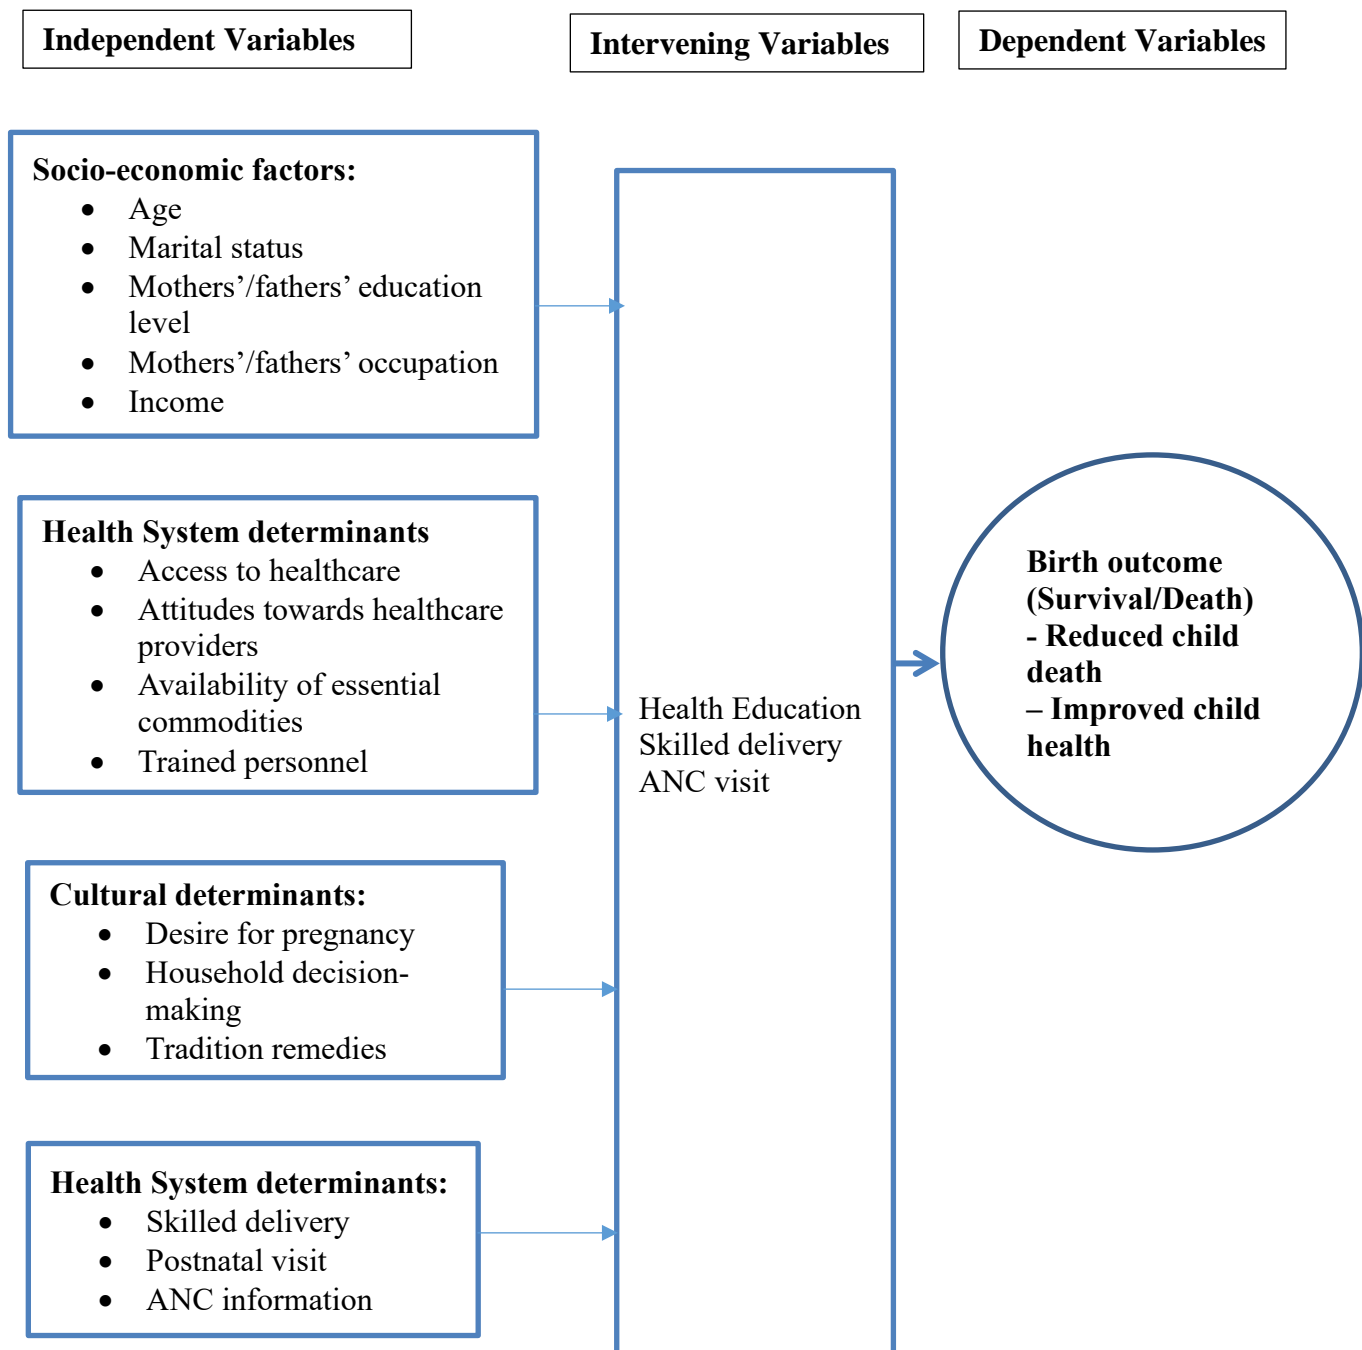 Independent Variables
Intervening Variables
Dependent Variables
Socio-economic factors:
• Age
• Marital status
• Mothers’/fathers’ education
level
• Mothers’/fathers’ occupation
• Income
Health System determinants
• Access to healthcare
• Attitudes towards healthcare
providers
• Availability of essential
commodities
• Trained personnel
Cultural determinants:
• Desire for pregnancy
• Household decision-
making
• Tradition remedies
Health System determinants:
• Skilled delivery
• Postnatal visit
• ANC information
Health Education
Skilled delivery
ANC visit
Birth outcome
(Survival/Death)
- Reduced child
death
– Improved child
health